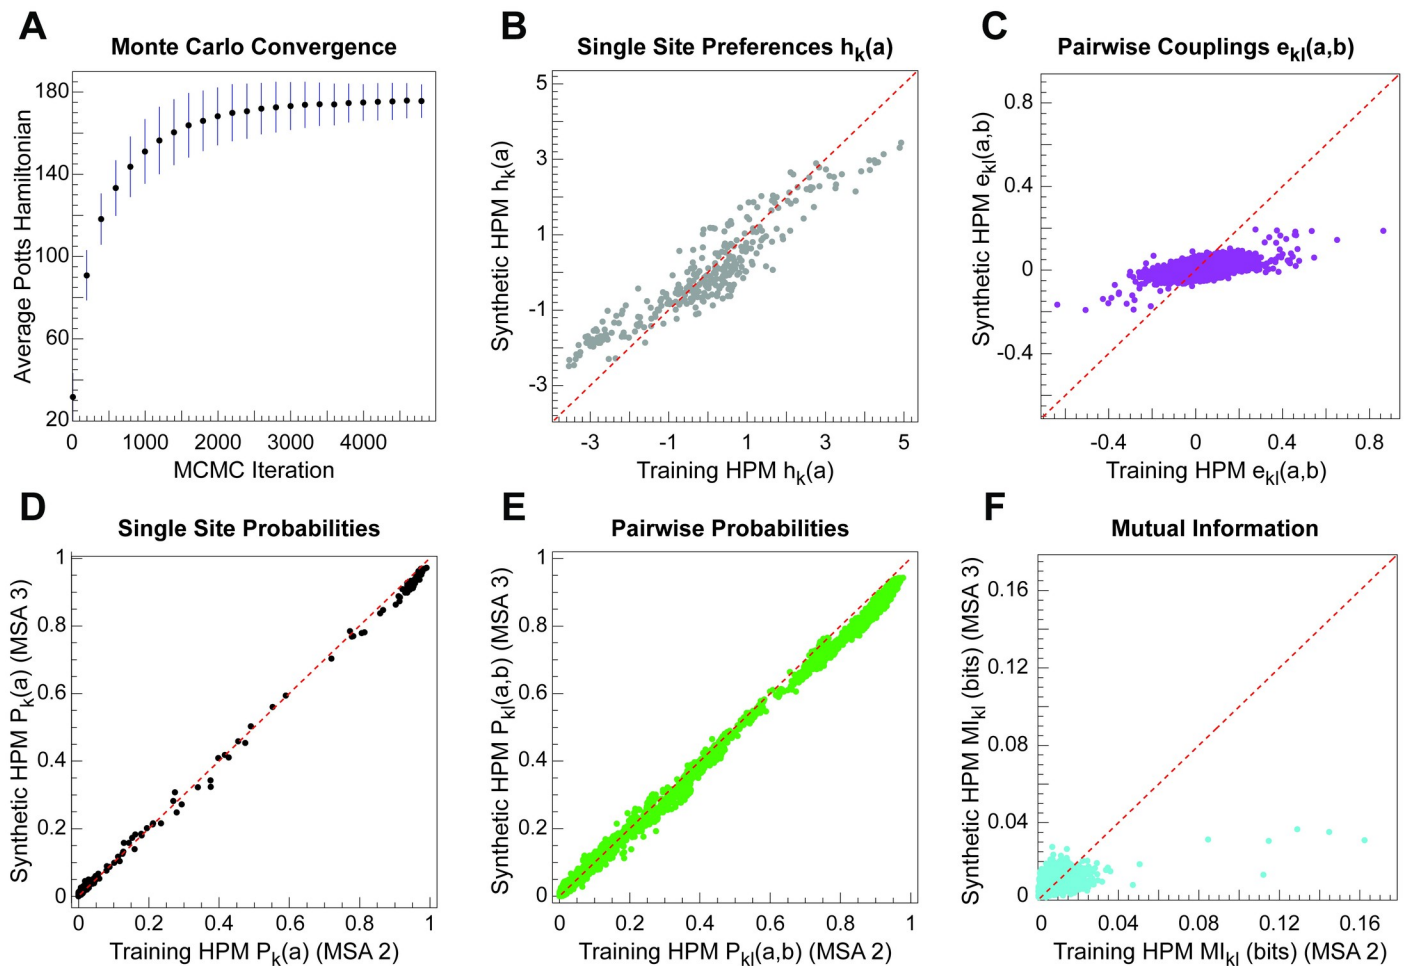 A
Monte Carlo Convergence
Average Potts Hamiltonian
180
140
100
60
20
0
1000
2000
3000
4000
MCMC Iteration
B
Single Site Preferences hk(a)
Synthetic HPM hk(a)
5
3
1
-1
-3
-3
-1
1
3
5
Training HPM hk(a)
C
Pairwise Couplings ekl(a,b)
Synthetic HPM ekl(a,b)
0.8
0.4
0
-0.4
-0.4
0
0.4
0.8
Training HPM ekl(a,b)
D
Single Site Probabilities
Synthetic HPM Pk(a) (MSA 3)
1
0.8
0.6
0.4
0.2
0
0
0.2
0.4
0.6
0.8
1
Training HPM Pk(a) (MSA 2)
E
Pairwise Probabilities
Synthetic HPM Pkl(a,b) (MSA 3)
1
0.8
0.6
0.4
0.2
0
0
0.2
0.4
0.6
0.8
1
Training HPM Pkl(a,b) (MSA 2)
F
Mutual Information
Synthetic HPM MIkl (bits) (MSA 3)
0.16
0.12
0.08
0.04
0
0
0.04
0.08
0.12
0.16
Training HPM MIkl (bits) (MSA 2)